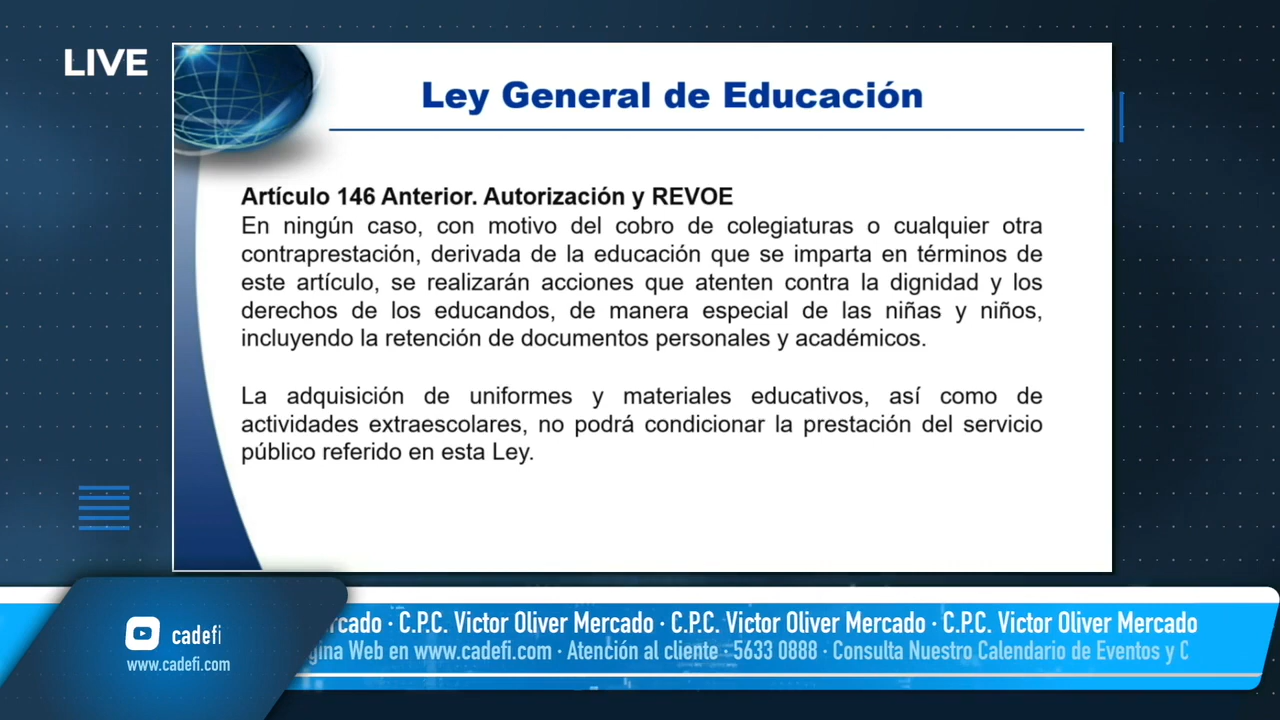 LIVE
Ley General de Educación
Artículo 146 Anterior. Autorización y REVOE
En ningún caso, con motivo del cobro de colegiaturas o cualquier otra
contraprestación, derivada de la educación que se imparta en términos de
este artículo, se realizarán acciones que atenten contra la dignidad y los
derechos de los educandos, de manera especial de las niñas y niños,
incluyendo la retención de documentos personales y académicos.
La adquisición de uniformes y materiales educativos, así como de
actividades extraescolares, no podrá condicionar la prestación del servicio
público referido en esta Ley.
rcado · C.P.C. Victor Oliver Mercado · C.P.C. Victor Oliver Mercado · C.P.C. Victor Oliver Mercado
gina Web en www.cadefi.com · Atención al cliente · 5633 0888 · Consulta Nuestro Calendario de Eventos y C
cadefi
www.cadefi.com